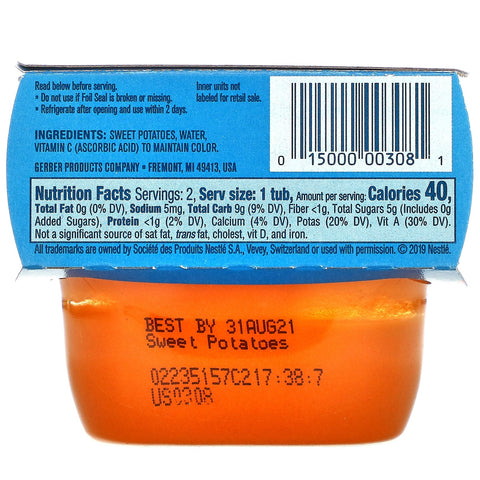 Read below before serving.
• Do not use if Foil Seal is broken or missing.
• Refrigerate after opening and use within 2 days.
Inner units not
labeled for retail sale.
INGREDIENTS: SWEET POTATOES, WATER,
VITAMIN C (ASCORBIC ACID) TO MAINTAIN COLOR.
GERBER PRODUCTS COMPANY • FREMONT, MI 49413, USA
0 15000 00308 1
Nutrition Facts Servings: 2, Serv size: 1 tub, Amount per serving: Calories 40,
Total Fat 0g (0% DV), Sodium 5mg, Total Carb 9g (9% DV), Fiber <1g, Total Sugars 5g (Includes 0g
Added Sugars), Protein <1g (2% DV), Calcium (4% DV), Potas (20% DV), Vit A (30% DV).
Not a significant source of sat fat, trans fat, cholest, vit D, and iron.
All trademarks are owned by Société des Produits Nestlé S.A., Vevey, Switzerland or used with permission. © 2019 Nestlé.
BEST BY 31AUG21
Sweet Potatoes
02235157C217:38:7
US0308